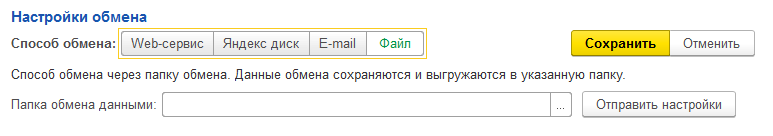 Настройки обмена
Способ обмена: Web-сервис Яндекс диск E-mail Файл Сохранить Отменить
Способ обмена через папку обмена. Данные обмена сохраняются и выгружаются в указанную папку.
Папка обмена данными: ... Отправить настройки